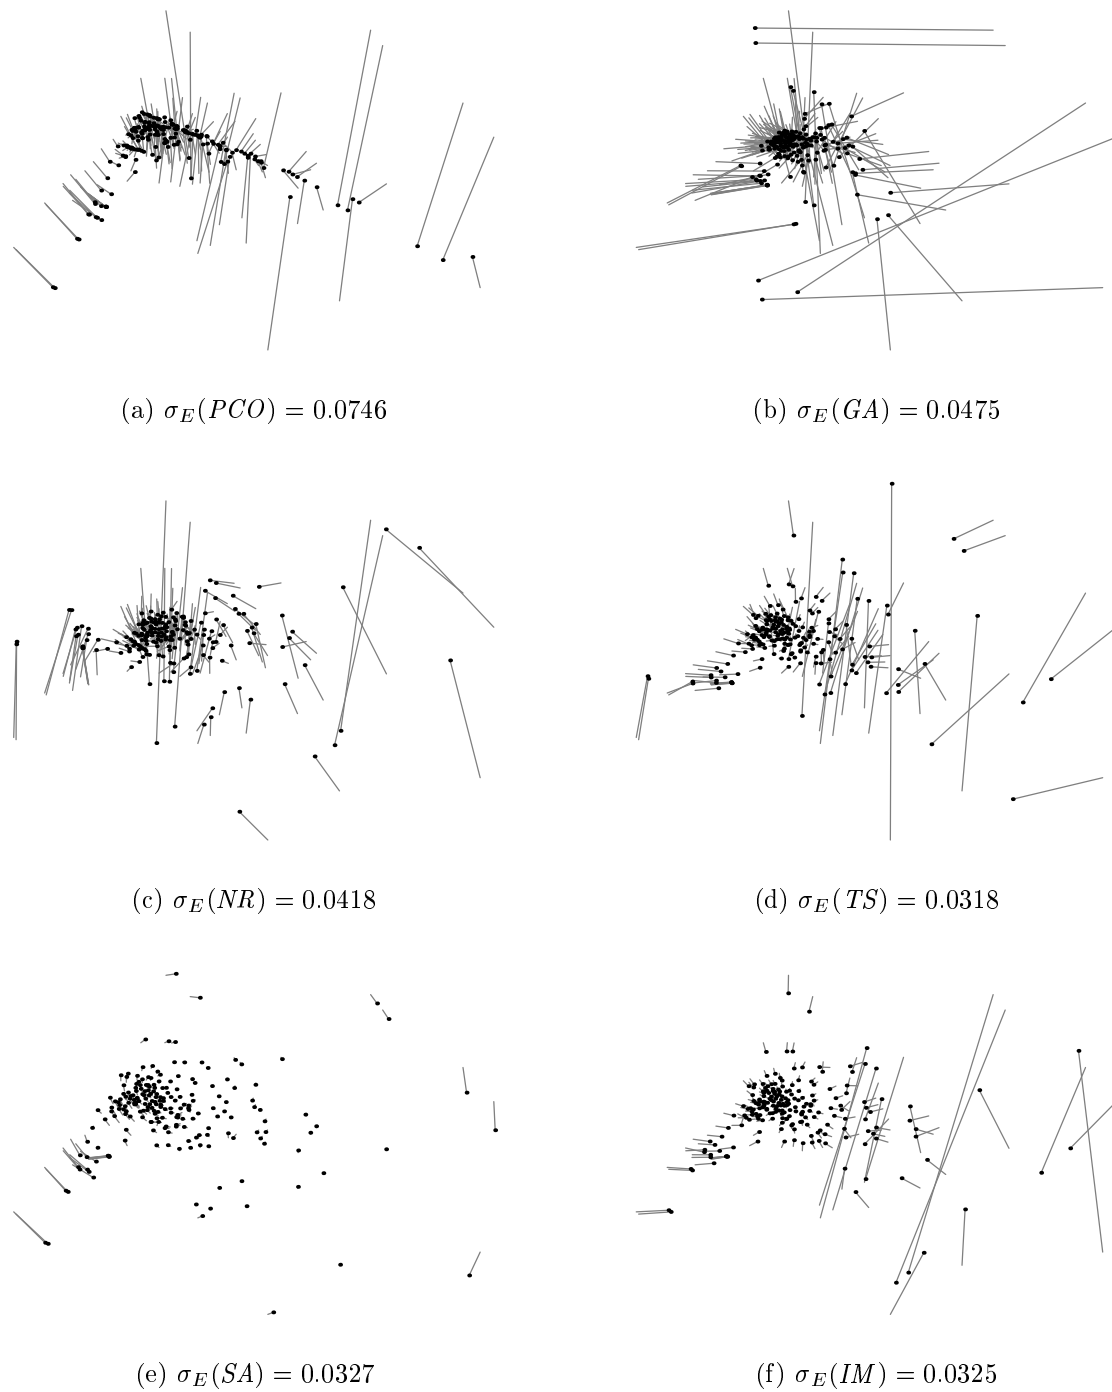 (a) σ_E(PCO) = 0.0746
(b) σ_E(GA) = 0.0475
(c) σ_E(NR) = 0.0418
(d) σ_E(TS) = 0.0318
(e) σ_E(SA) = 0.0327
(f) σ_E(IM) = 0.0325